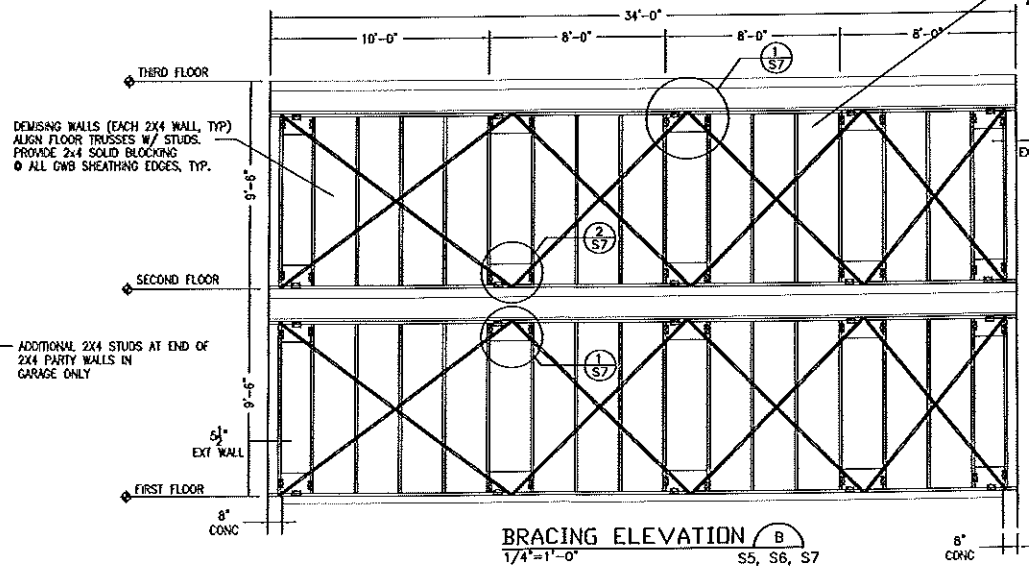 34'-0"
10'-0"
8'-0"
8'-0"
8'-0"
1
S7
THIRD FLOOR
DEMISING WALLS (EACH 2X4 WALL, TYP)
ALIGN FLOOR TRUSSES W/ STUDS.
PROVIDE 2x4 SOLID BLOCKING
@ ALL GWB SHEATHING EDGES, TYP.
9'-6"
2
S7
SECOND FLOOR
ADDITIONAL 2X4 STUDS AT END OF
2X4 PARTY WALLS IN
GARAGE ONLY
1
S7
9'-6"
5½"
EXT WALL
FIRST FLOOR
8"
CONC
BRACING ELEVATION
B
1/4"=1'-0"
S5, S6, S7
8"
CONC